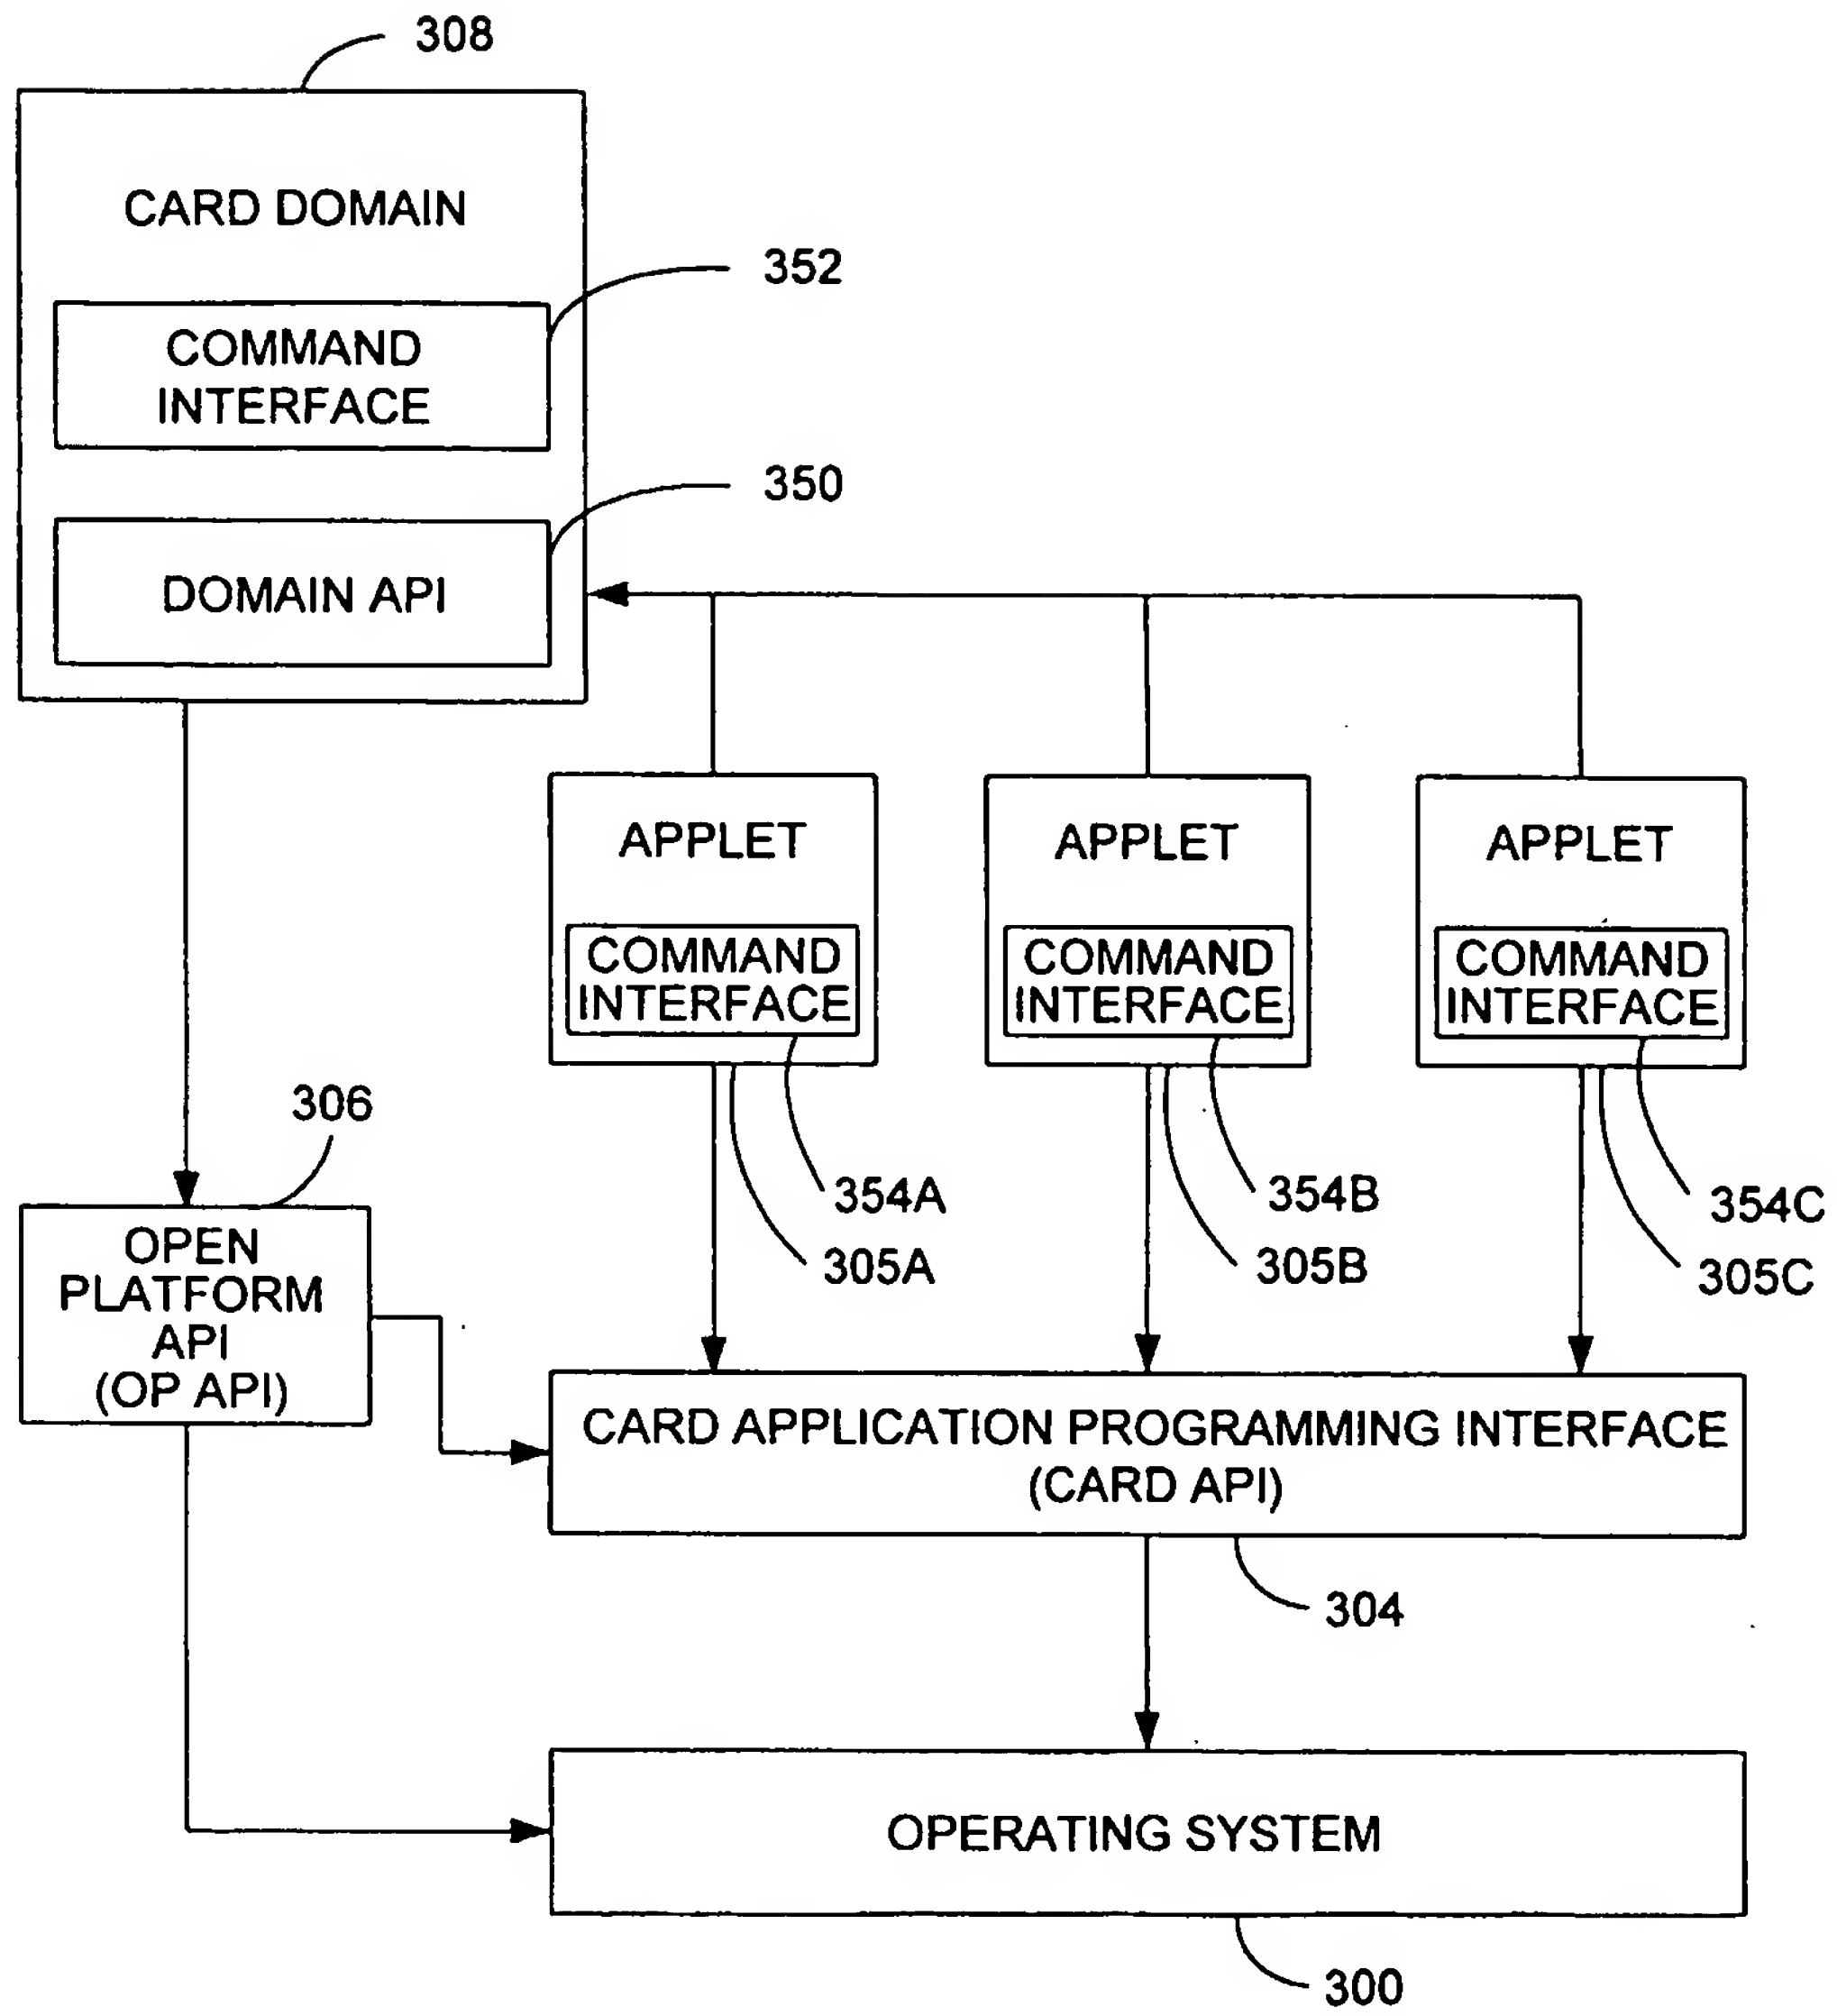 308
CARD DOMAIN
352
COMMAND
INTERFACE
350
DOMAIN API
APPLET
COMMAND
INTERFACE
APPLET
COMMAND
INTERFACE
APPLET
COMMAND
INTERFACE
306
354A
305A
354B
305B
354C
305C
OPEN
PLATFORM
API
(OP API)
CARD APPLICATION PROGRAMMING INTERFACE
(CARD API)
304
OPERATING SYSTEM
300